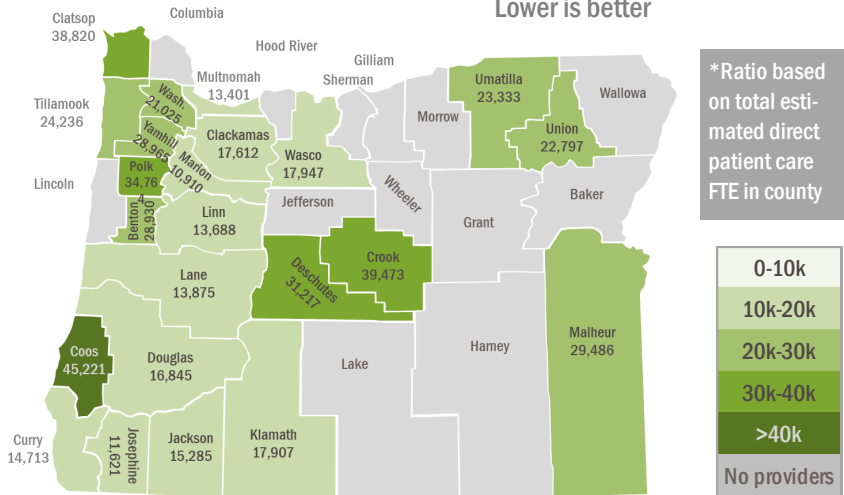 Lower is better
Clatsop
38,820
Columbia
Hood River
Gilliam
Sherman
Multnomah
13,401
Tillamook
24,236
Wash.
21,025
Yamhill
28,965
Marion
10,910
Clackamas
17,612
Wasco
17,947
Morrow
Umatilla
23,333
Union
22,797
Wallowa
Lincoln
Polk
34,76
4
Benton
28,930
Linn
13,688
Jefferson
Wheeler
Grant
Baker
Lane
13,875
Deschutes
31,217
Crook
39,473
Coos
45,221
Douglas
16,845
Lake
Harney
Malheur
29,486
Curry
14,713
Josephine
11,621
Jackson
15,285
Klamath
17,907
*Ratio based
on total esti-
mated direct
patient care
FTE in county
0-10k
10k-20k
20k-30k
30k-40k
>40k
No providers